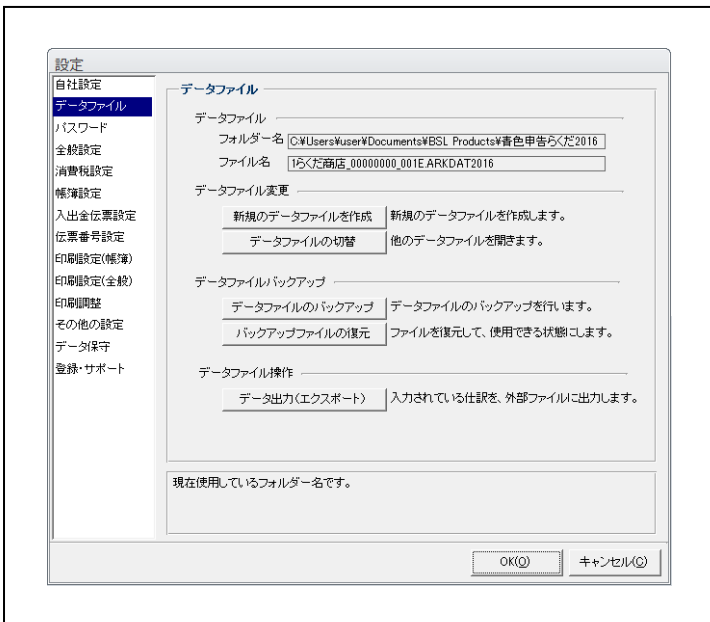 設定
自社設定
データファイル
パスワード
全般設定
消費税設定
帳簿設定
入出金伝票設定
伝票番号設定
印刷設定(帳簿)
印刷設定(全般)
印刷調整
その他の設定
データ保守
登録・サポート
データファイル
データファイル
フォルダー名 C:¥Users¥user¥Documents¥BSL Products¥青色申告らくだ2016
ファイル名 1らくだ商店_00000000_001E.ARKDAT2016
データファイル変更
新規のデータファイルを作成 新規のデータファイルを作成します。
データファイルの切替 他のデータファイルを開きます。
データファイルバックアップ
データファイルのバックアップ データファイルのバックアップを行います。
バックアップファイルの復元 ファイルを復元して、使用できる状態にします。
データファイル操作
データ出力(エクスポート) 入力されている仕訳を、外部ファイルに出力します。
現在使用しているフォルダー名です。
OK(O) キャンセル(C)